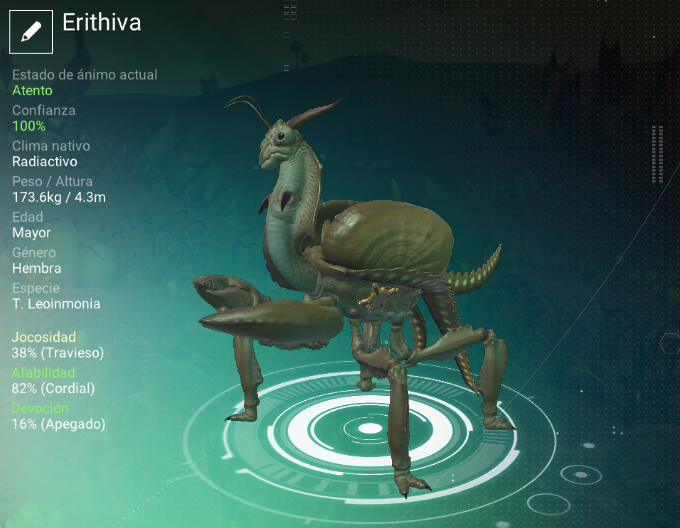 Erithiva
Estado de ánimo actual
Atento
Confianza
100%
Clima nativo
Radiactivo
Peso / Altura
173.6kg / 4.3m
Edad
Mayor
Género
Hembra
Especie
T. Leoinmonia
Jocosidad
38% (Travieso)
Afabilidad
82% (Cordial)
Devoción
16% (Apegado)